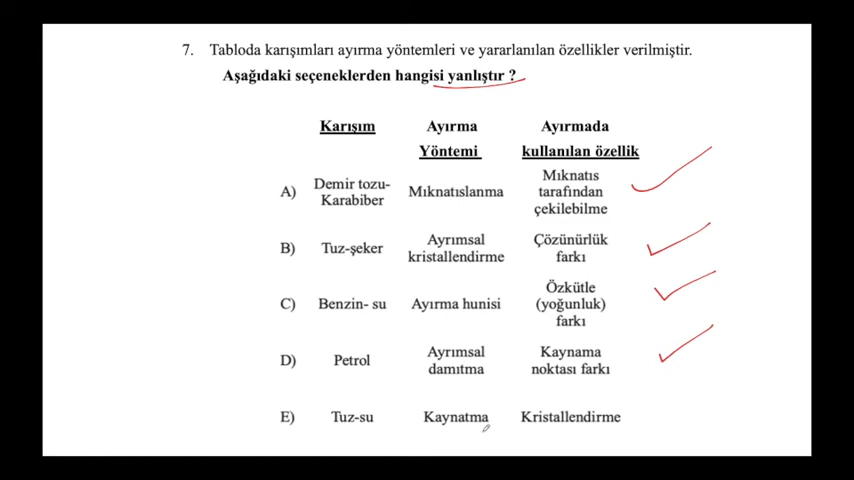 7. Tabloda karışımları ayırma yöntemleri ve yararlanılan özellikler verilmiştir.
Aşağıdaki seçeneklerden hangisi yanlıştır ?
Karışım Ayırma Yöntemi Ayırmada kullanılan özellik
A) Demir tozu- Karabiber Mıknatıslanma Mıknatıs tarafından çekilebilme
B) Tuz-şeker Ayrımsal kristallendirme Çözünürlük farkı
C) Benzin- su Ayırma hunisi Özkütle (yoğunluk) farkı
D) Petrol Ayrımsal damıtma Kaynama noktası farkı
E) Tuz-su Kaynatma Kristallendirme